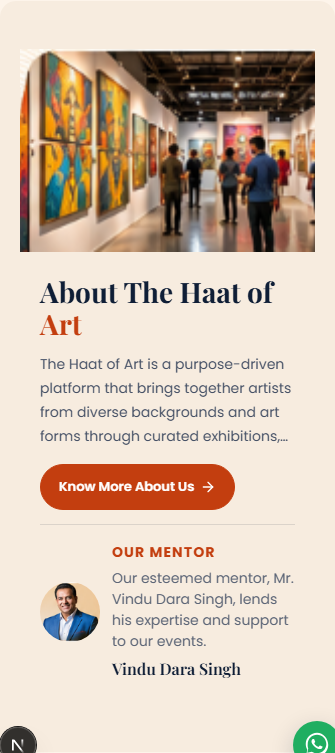 About The Haat of
Art
The Haat of Art is a purpose-driven
platform that brings together artists
from diverse backgrounds and art
forms through curated exhibitions,...
Know More About Us →
OUR MENTOR
Our esteemed mentor, Mr.
Vindu Dara Singh, lends
his expertise and support
to our events.
Vindu Dara Singh
N